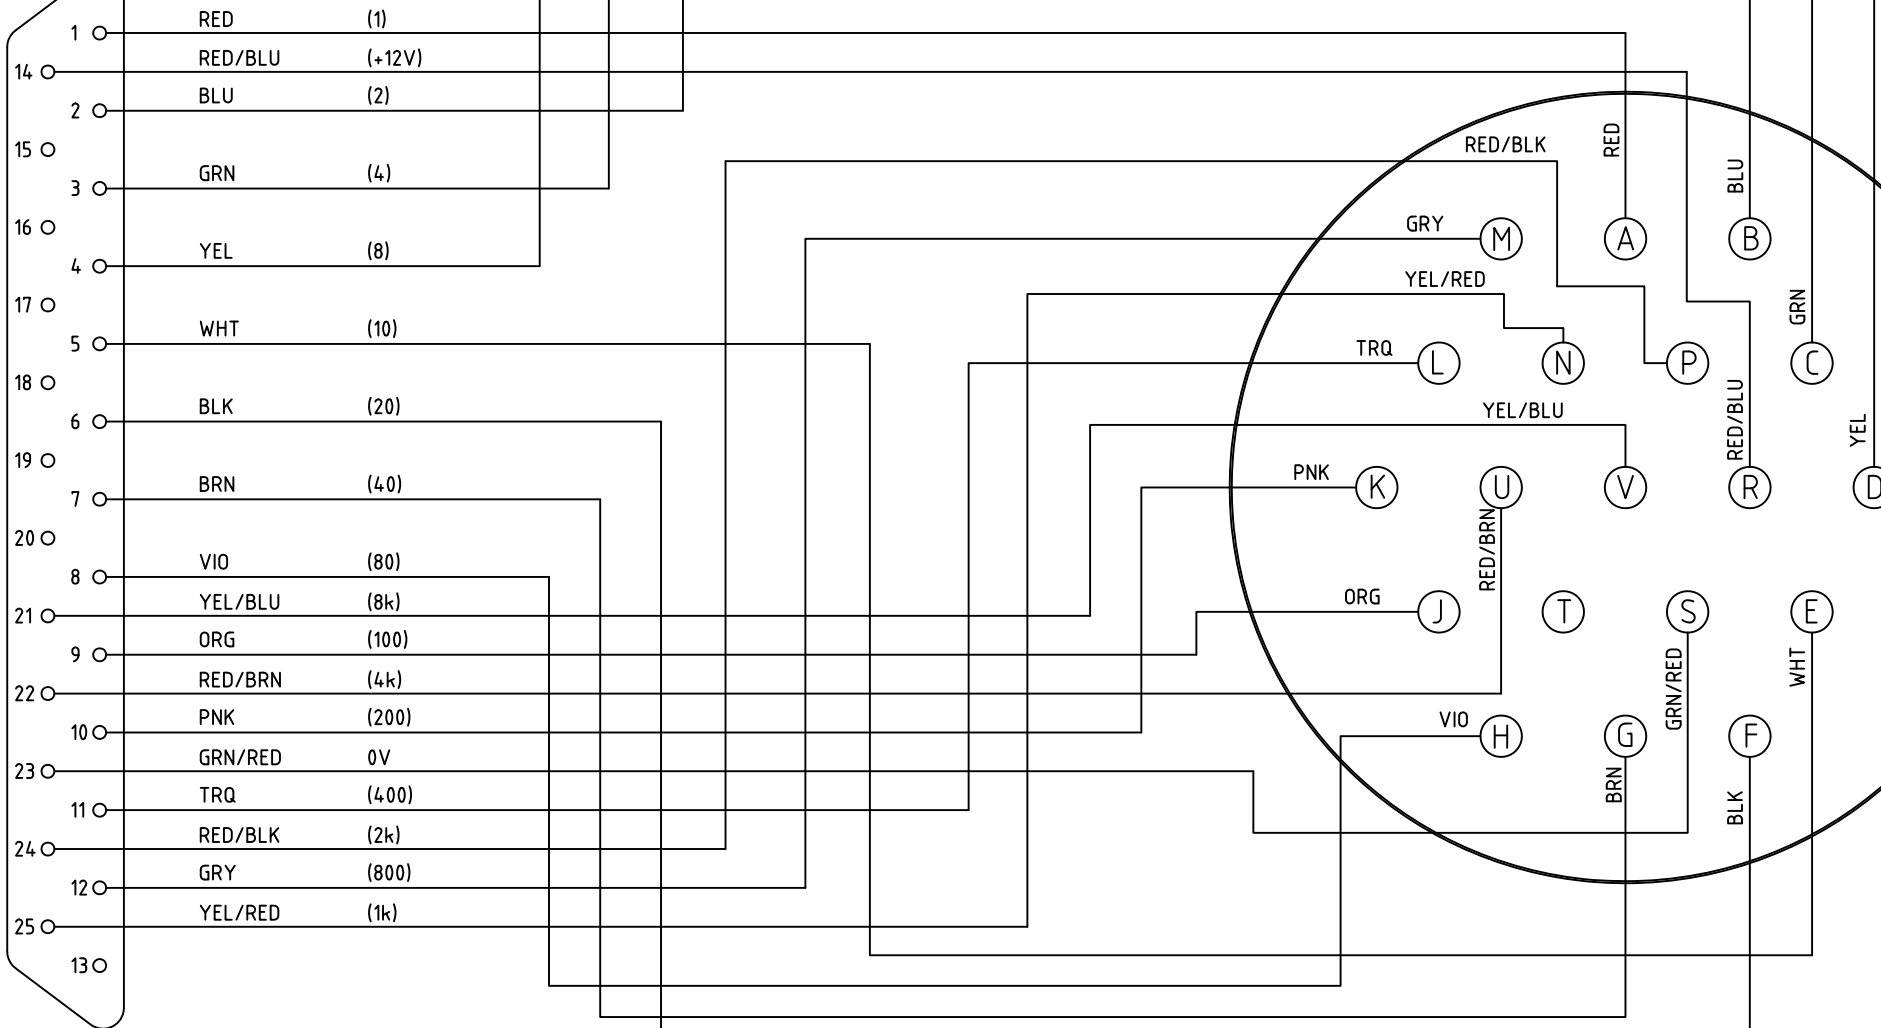 1 RED (1)
14 RED/BLU (+12V)
2 BLU (2)
15
3 GRN (4)
16
4 YEL (8)
17
5 WHT (10)
18
6 BLK (20)
19
7 BRN (40)
20
8 VIO (80)
21 YEL/BLU (8k)
9 ORG (100)
22 RED/BRN (4k)
10 PNK (200)
23 GRN/RED 0V
11 TRQ (400)
24 RED/BLK (2k)
12 GRY (800)
25 YEL/RED (1k)
13
RED/BLK RED BLU
GRY M A B
YEL/RED GRN
TRQ L N P C
YEL/BLU RED/BLU YEL
PNK K U V R D
RED/BRN
ORG J T S E
GRN/RED WHT
VIO H G F
BRN BLK